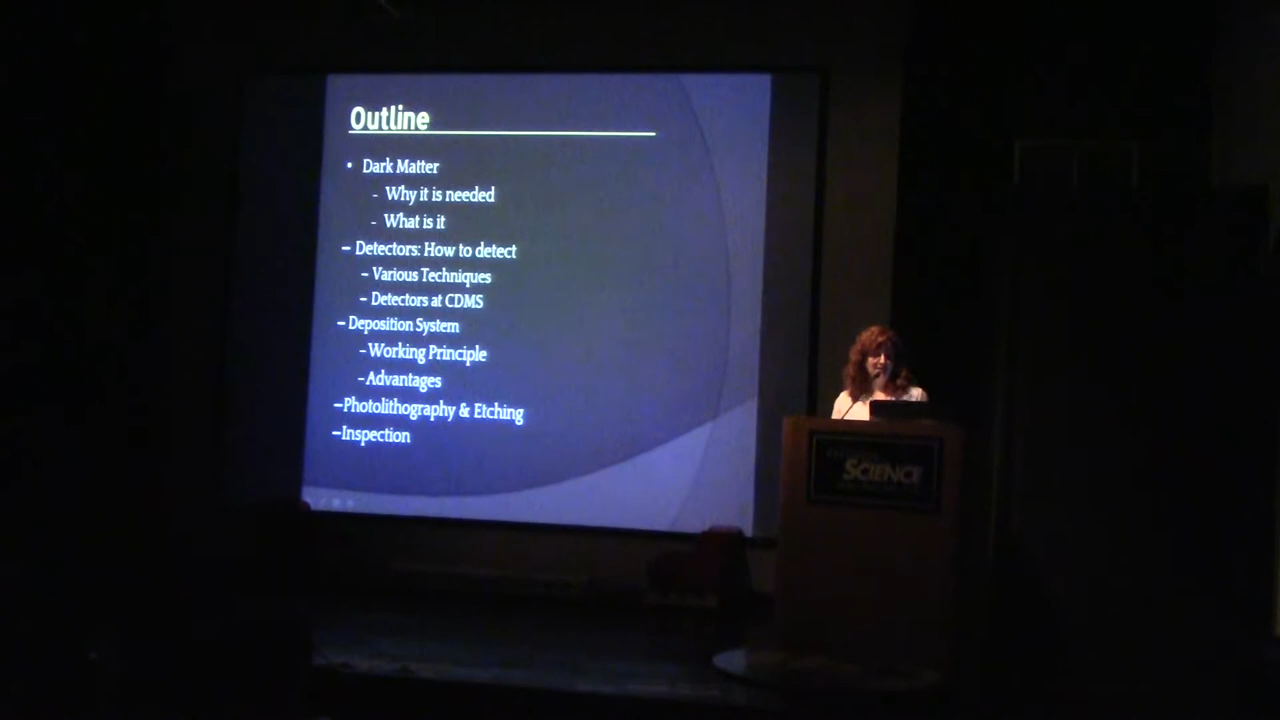 Outline
• Dark Matter
- Why it is needed
- What is it
– Detectors: How to detect
– Various Techniques
– Detectors at CDMS
– Deposition System
–Working Principle
–Advantages
–Photolithography & Etching
–Inspection
SCIENCE